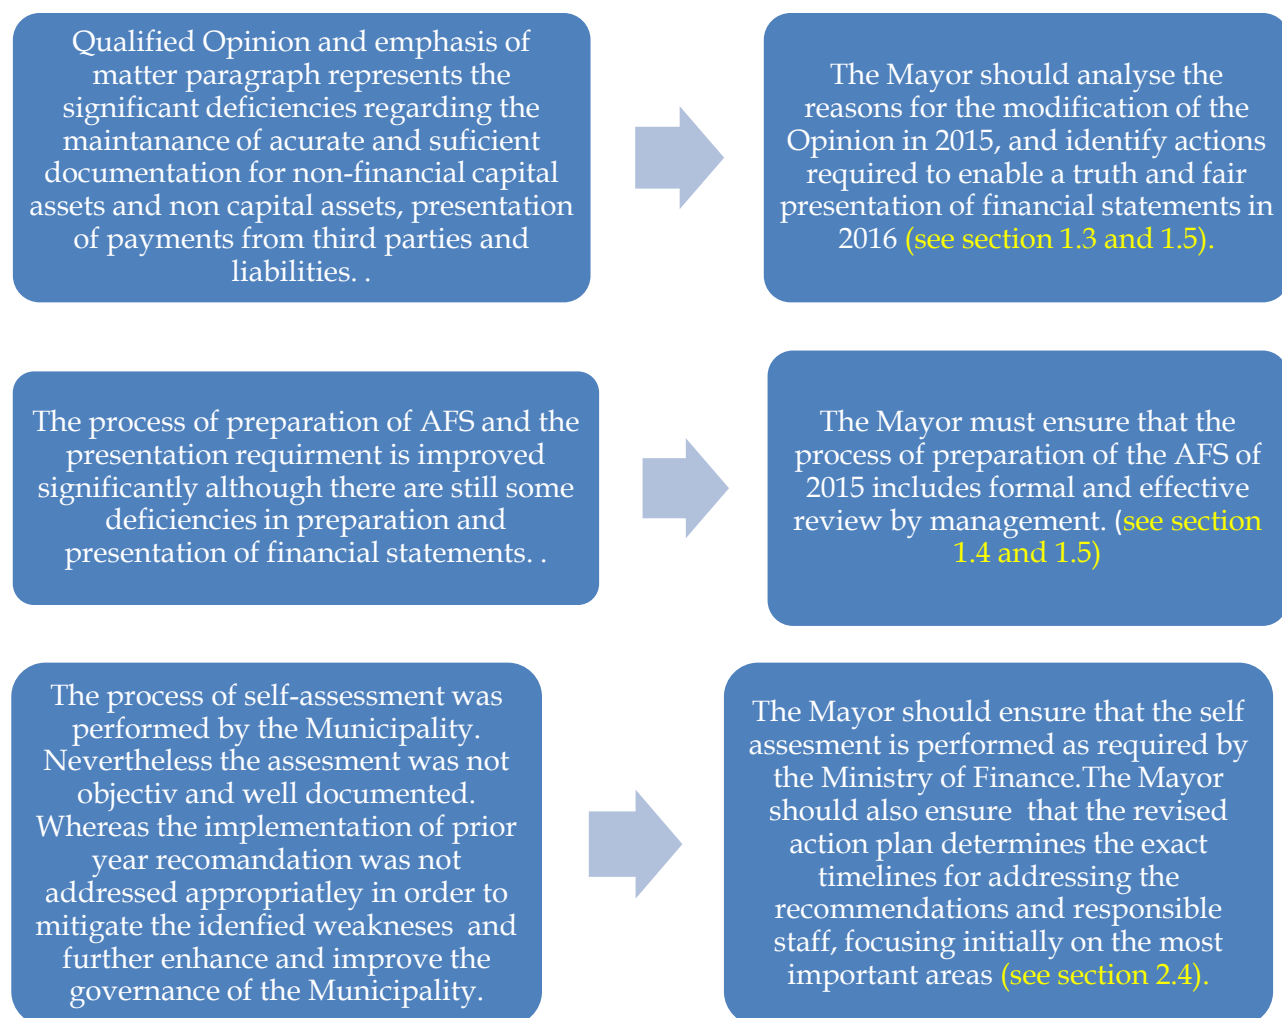 Qualified Opinion and emphasis of
matter paragraph represents the
significant deficiencies regarding the
maintanance of acurate and suficient
documentation for non-financial capital
assets and non capital assets, presentation
of payments from third parties and
liabilities. .
The Mayor should analyse the
reasons for the modification of the
Opinion in 2015, and identify actions
required to enable a truth and fair
presentation of financial statements in
2016 (see section 1.3 and 1.5).
The process of preparation of AFS and the
presentation requirment is improved
significantly although there are still some
deficiencies in preparation and
presentation of financial statements. .
The Mayor must ensure that the
process of preparation of the AFS of
2015 includes formal and effective
review by management. (see section
1.4 and 1.5)
The process of self-assessment was
performed by the Municipality.
Nevertheless the assesment was not
objectiv and well documented.
Whereas the implementation of prior
year recomandation was not
addressed appropriatley in order to
mitigate the idenfied weakneses and
further enhance and improve the
governance of the Municipality.
The Mayor should ensure that the self
assesment is performed as required by
the Ministry of Finance.The Mayor
should also ensure that the revised
action plan determines the exact
timelines for addressing the
recommendations and responsible
staff, focusing initially on the most
important areas (see section 2.4).